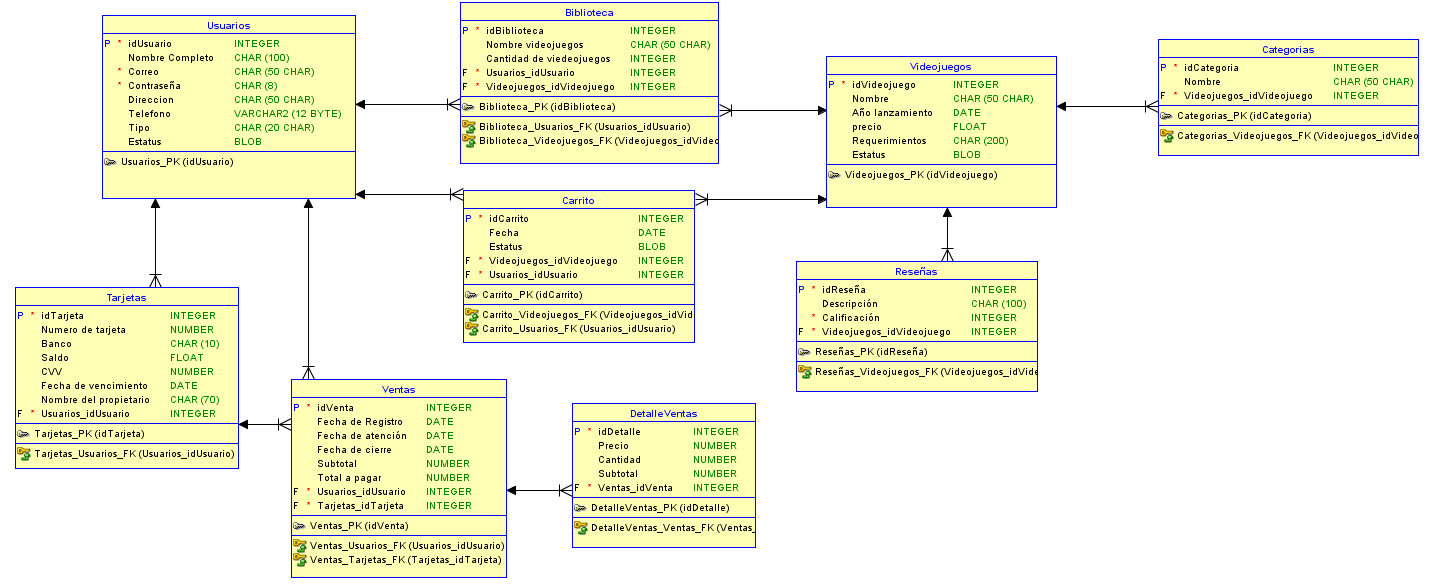 Usuarios
P * idUsuario INTEGER
Nombre Completo CHAR (100)
* Correo CHAR (50 CHAR)
* Contraseña CHAR (8)
Direccion CHAR (50 CHAR)
Telefono VARCHAR2 (12 BYTE)
Tipo CHAR (20 CHAR)
Estatus BLOB
Usuarios_PK (idUsuario)
Biblioteca
P * idBiblioteca INTEGER
Nombre videojuegos CHAR (50 CHAR)
Cantidad de viedeojuegos INTEGER
F * Usuarios_idUsuario INTEGER
F * Videojuegos_idVideojuego INTEGER
Biblioteca_PK (idBiblioteca)
Biblioteca_Usuarios_FK (Usuarios_idUsuario)
Biblioteca_Videojuegos_FK (Videojuegos_idVideo
Videojuegos
P * idVideojuego INTEGER
Nombre CHAR (50 CHAR)
Año lanzamiento DATE
precio FLOAT
Requerimientos CHAR (200)
Estatus BLOB
Videojuegos_PK (idVideojuego)
Categorias
P * idCategoria INTEGER
Nombre CHAR (50 CHAR)
F * Videojuegos_idVideojuego INTEGER
Categorias_PK (idCategoria)
Categorias_Videojuegos_FK (Videojuegos_idVideo
Carrito
P * idCarrito INTEGER
Fecha DATE
Estatus BLOB
F * Videojuegos_idVideojuego INTEGER
F * Usuarios_idUsuario INTEGER
Carrito_PK (idCarrito)
Carrito_Videojuegos_FK (Videojuegos_idVid
Carrito_Usuarios_FK (Usuarios_idUsuario)
Reseñas
P * idReseña INTEGER
Descripción CHAR (100)
* Calificación INTEGER
F * Videojuegos_idVideojuego INTEGER
Reseñas_PK (idReseña)
Reseñas_Videojuegos_FK (Videojuegos_idVide
Tarjetas
P * idTarjeta INTEGER
Numero de tarjeta NUMBER
Banco CHAR (10)
Saldo FLOAT
CVV NUMBER
Fecha de vencimiento DATE
Nombre del propietario CHAR (70)
F * Usuarios_idUsuario INTEGER
Tarjetas_PK (idTarjeta)
Tarjetas_Usuarios_FK (Usuarios_idUsuario)
Ventas
P * idVenta INTEGER
Fecha de Registro DATE
Fecha de atención DATE
Fecha de cierre DATE
Subtotal NUMBER
Total a pagar NUMBER
F * Usuarios_idUsuario INTEGER
F * Tarjetas_idTarjeta INTEGER
Ventas_PK (idVenta)
Ventas_Usuarios_FK (Usuarios_idUsuario)
Ventas_Tarjetas_FK (Tarjetas_idTarjeta)
DetalleVentas
P * idDetalle INTEGER
Precio NUMBER
Cantidad NUMBER
Subtotal NUMBER
F * Ventas_idVenta INTEGER
DetalleVentas_PK (idDetalle)
DetalleVentas_Ventas_FK (Ventas_